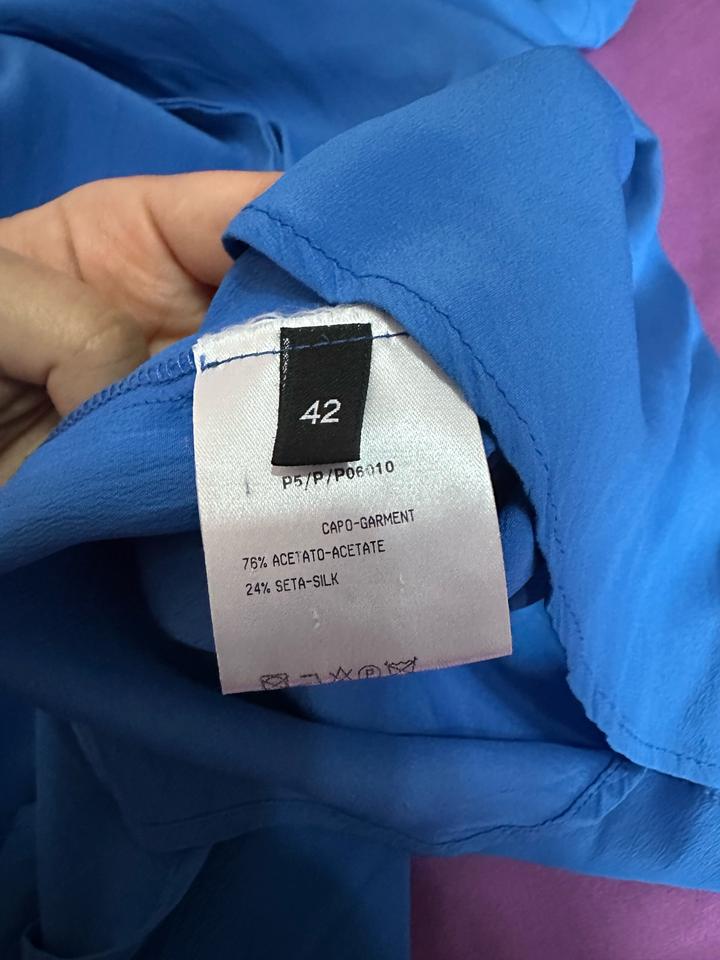 42
P5/P/P06010
CAPO-GARMENT
76% ACETATO-ACETATE
24% SETA-SILK
P